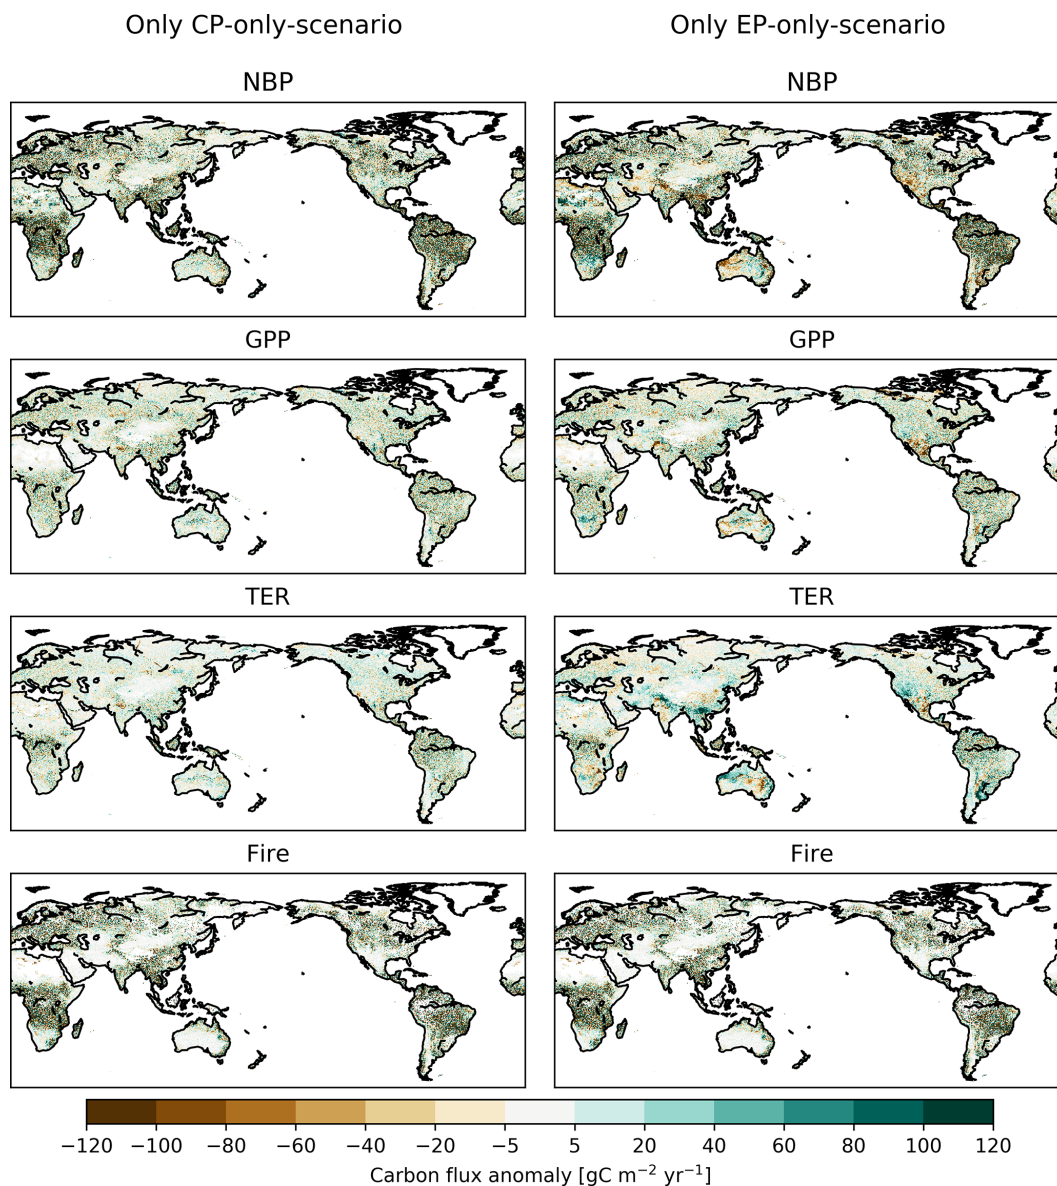 Only CP-only-scenario Only EP-only-scenario
NBP NBP
GPP GPP
TER TER
Fire Fire
−120 −100 −80 −60 −40 −20 −5 5 20 40 60 80 100 120
Carbon flux anomaly [gC m⁻² yr⁻¹]